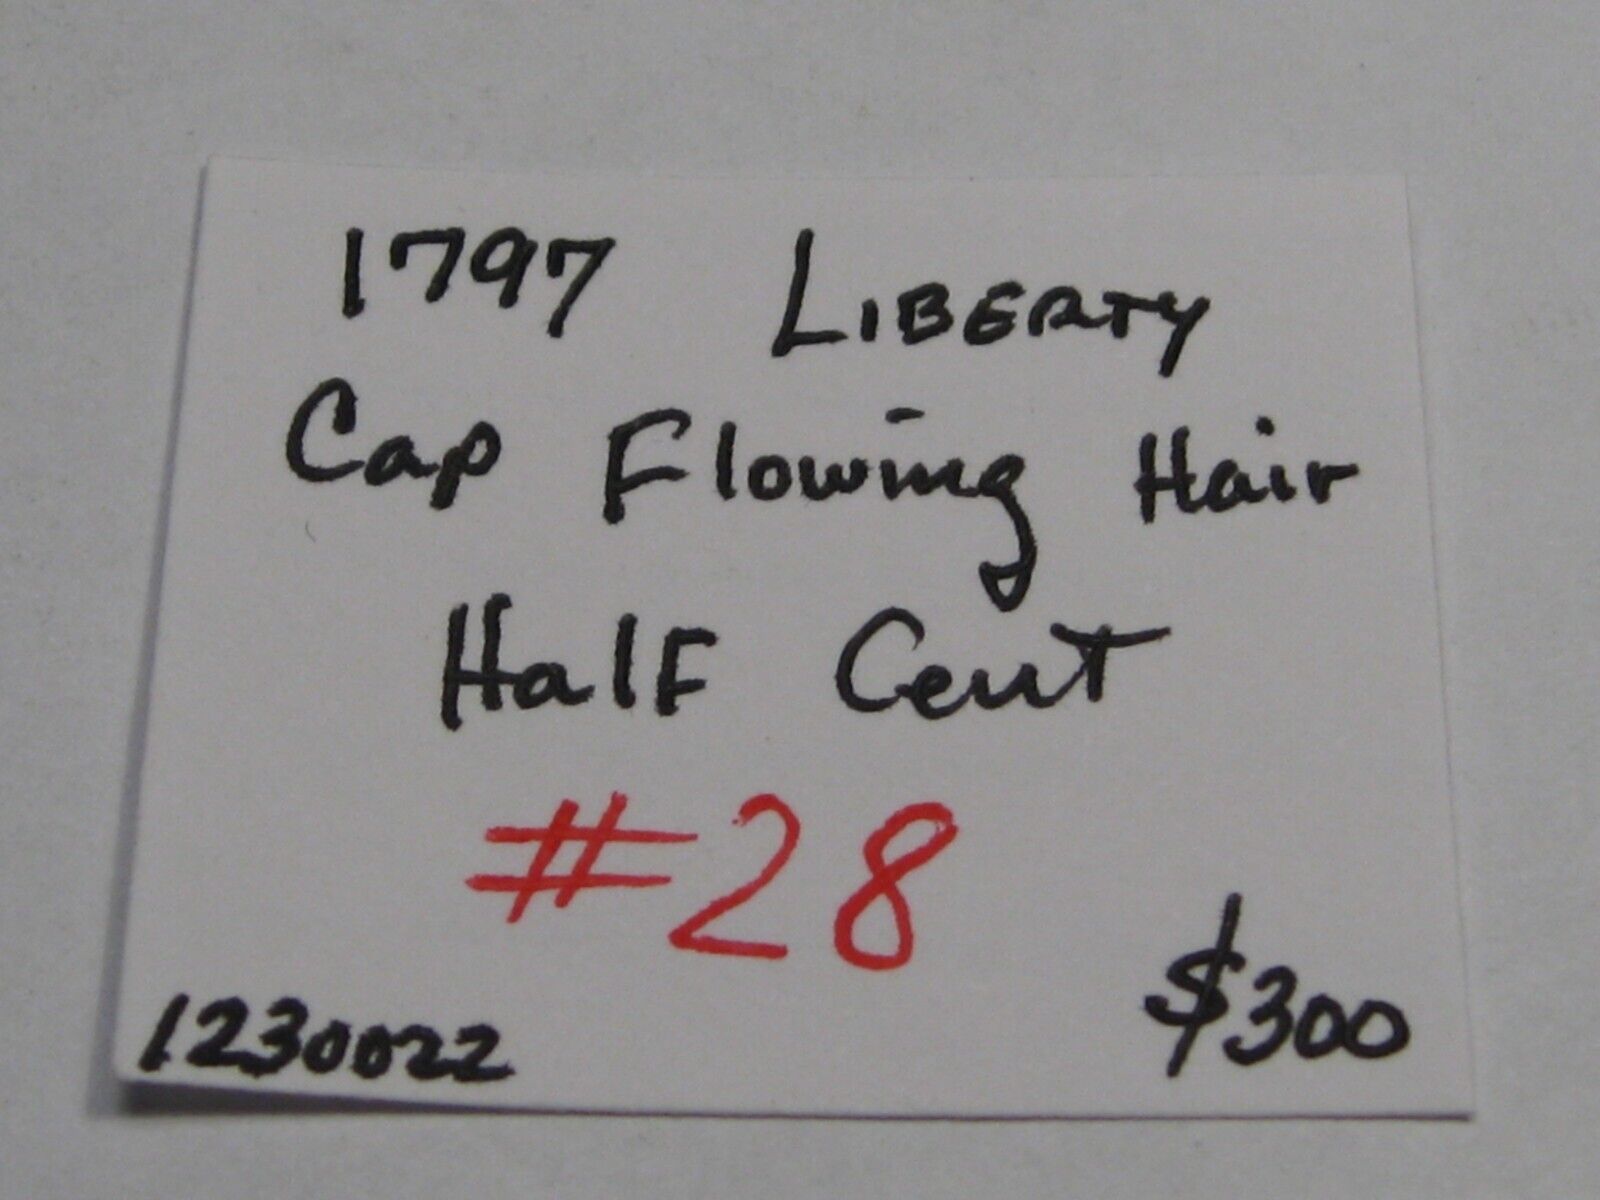 1797 LIBERTY
Cap Flowing Hair
Half Cent
#28
1230022 $300